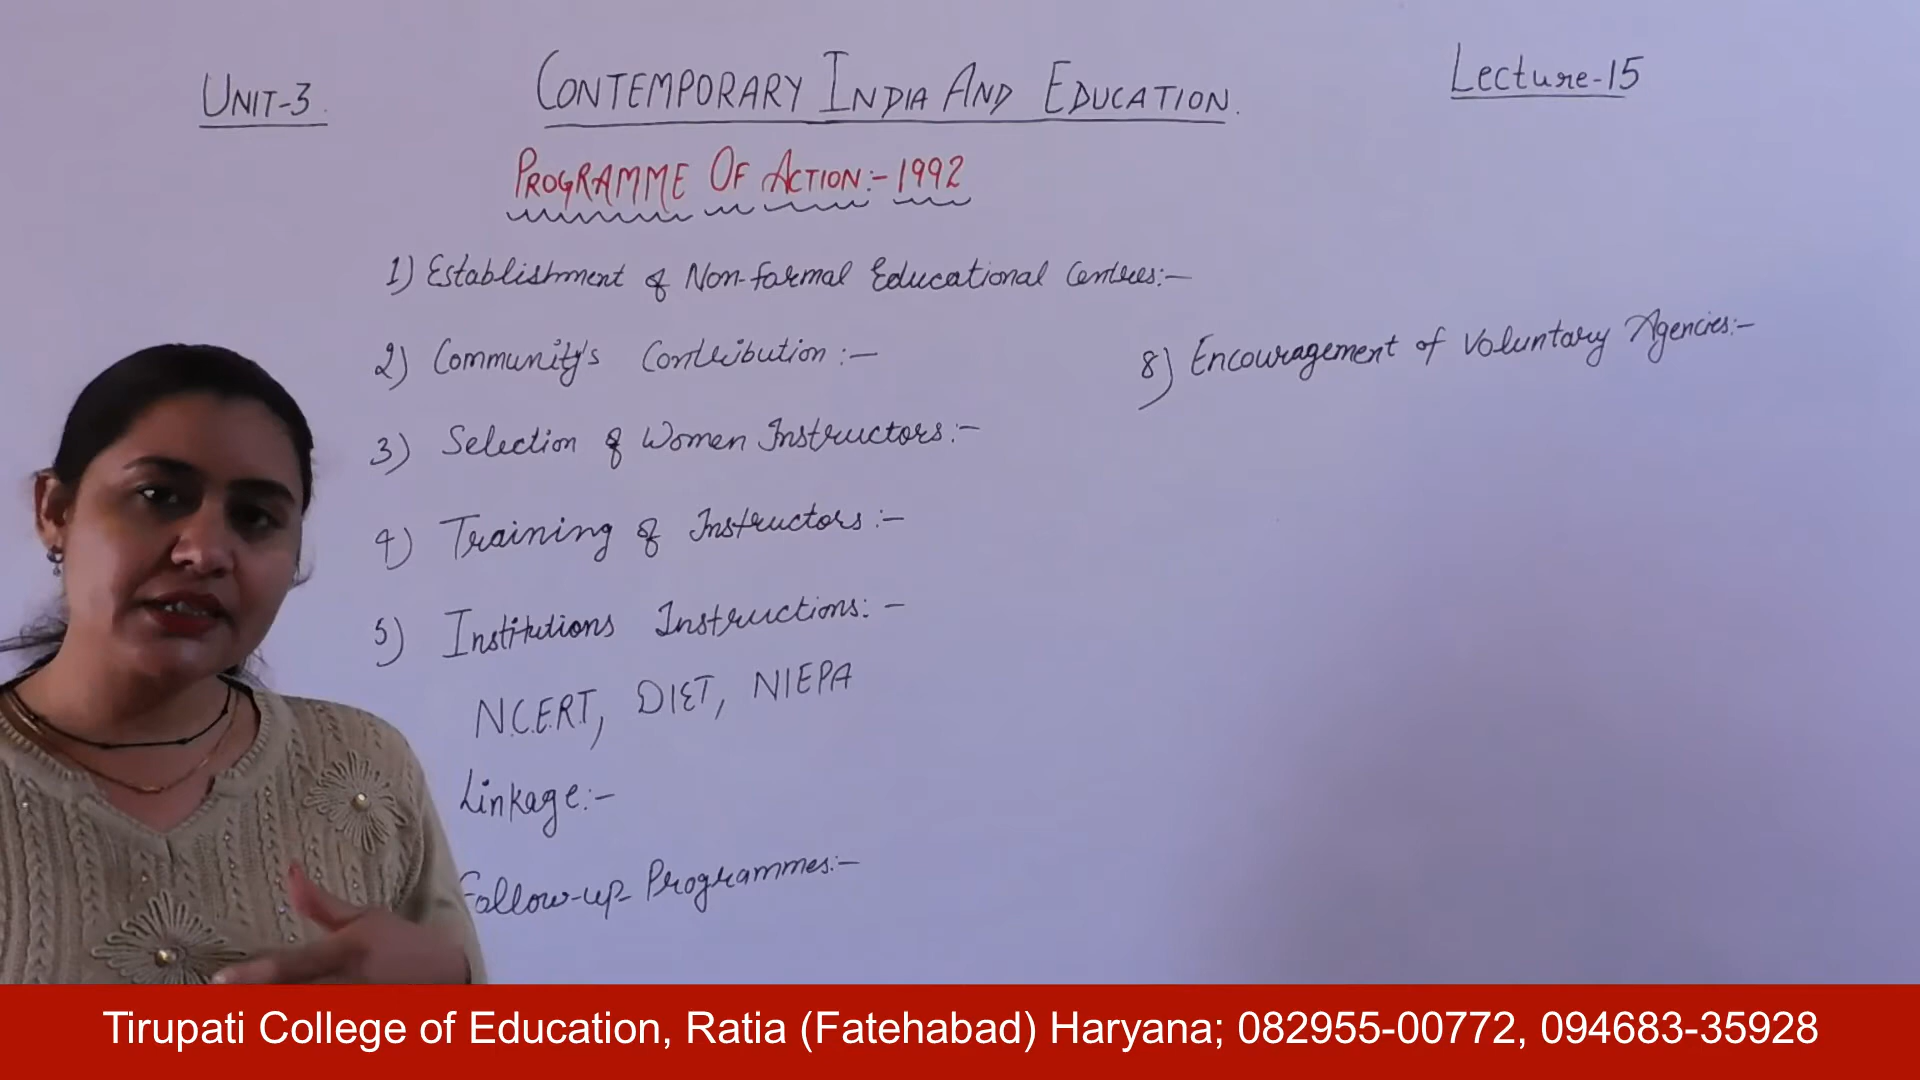 UNIT-3.
CONTEMPORARY INDIA AND EDUCATION.
Lecture-15
PROGRAMME OF ACTION:- 1992
1) Establishment of Non-formal Educational Centres:-
2) Community's Contribution:-
3) Selection of Women Instructors:-
4) Training of Instructors:-
5) Institutions Instructions:-
N.C.E.R.T, DIET, NIEPA
Linkage:-
Follow-up Programmes:-
8) Encouragement of Voluntary Agencies:-
Tirupati College of Education, Ratia (Fatehabad) Haryana; 082955-00772, 094683-35928